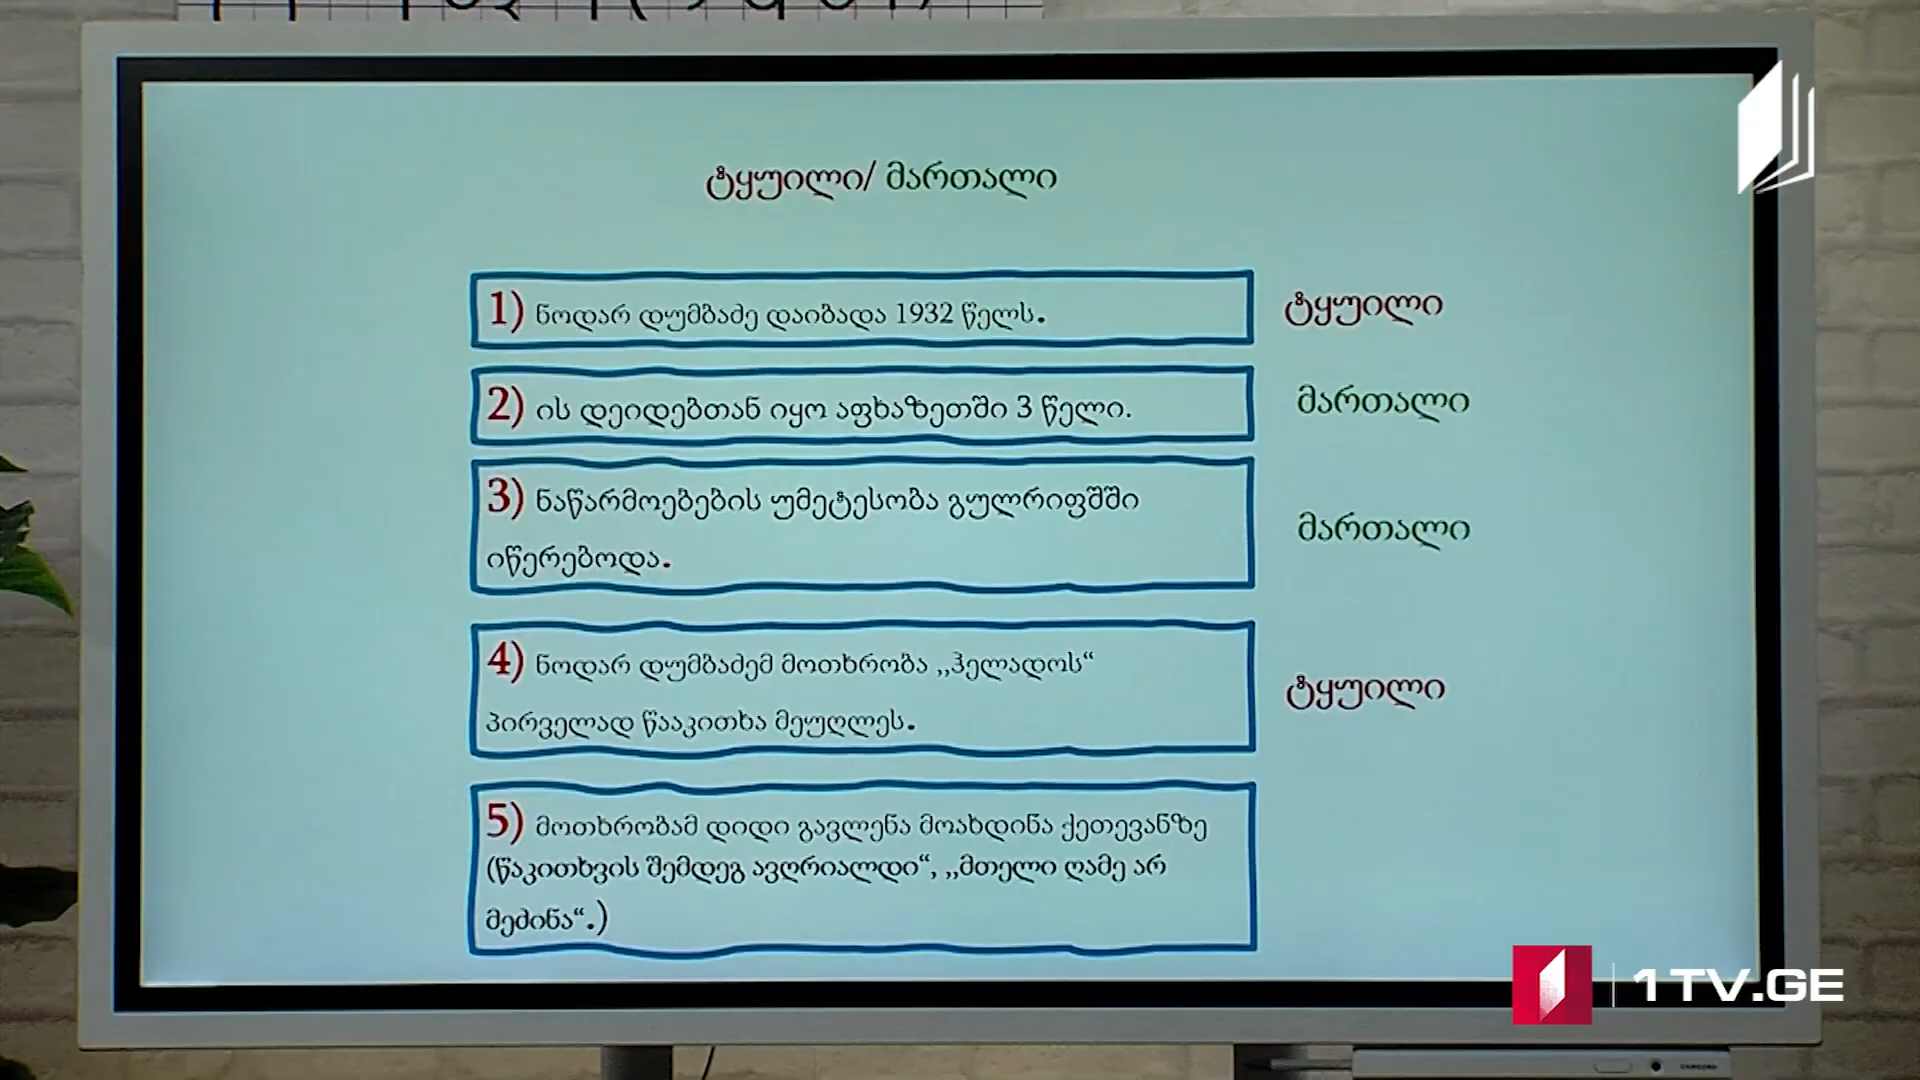 ტყუილი/ მართალი
1) ნოდარ დუმბაძე დაიბადა 1932 წელს.
ტყუილი
2) ის დეიდებთან იყო აფხაზეთში 3 წელი.
მართალი
3) ნაწარმოებების უმეტესობა გულრიფშში
იწერებოდა.
მართალი
4) ნოდარ დუმბაძემ მოთხრობა ,,ჰელადოს“
პირველად წააკითხა მეუღლეს.
ტყუილი
5) მოთხრობამ დიდი გავლენა მოახდინა ქეთევანზე
(წაკითხვის შემდეგ ავღრიალდი“, ,,მთელი ღამე არ
მეძინა“.)
1TV.GE